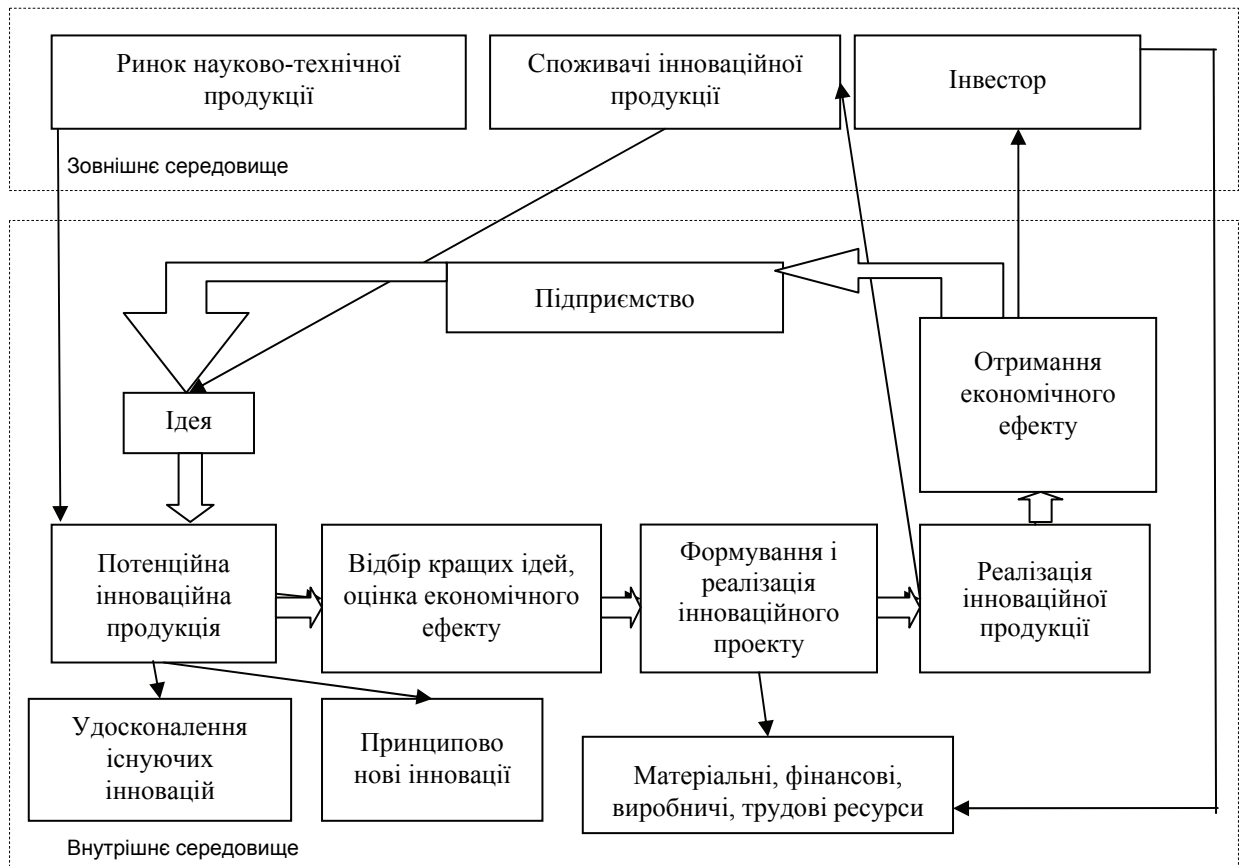 Ринок науково-технічної
продукції
Споживачі інноваційної
продукції
Інвестор
Зовнішнє середовище
Підприємство
Отримання
економічного
ефекту
Ідея
Потенційна
інноваційна
продукція
Відбір кращих ідей,
оцінка економічного
ефекту
Формування і
реалізація
інноваційного
проекту
Реалізація
інноваційної
продукції
Удосконалення
існуючих
інновацій
Принципово
нові інновації
Матеріальні, фінансові,
виробничі, трудові ресурси
Внутрішнє середовище